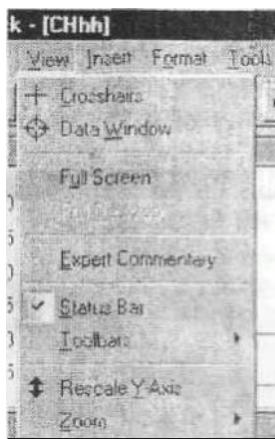 k - [CHhh]
View Insert Format Tools
Crosshairs
Data Window
Full Screen
Expert Commentary
Status Bar
Toolbars
Rescale Y-Axis
Zoom